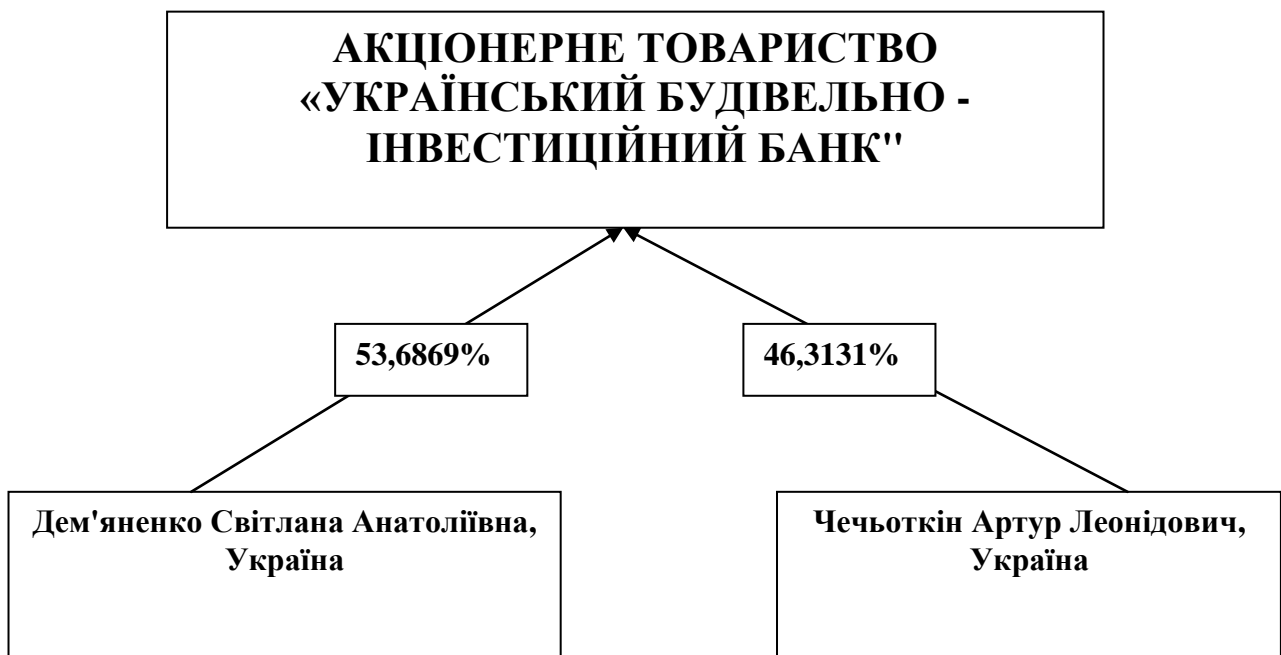 АКЦІОНЕРНЕ ТОВАРИСТВО
«УКРАЇНСЬКИЙ БУДІВЕЛЬНО -
ІНВЕСТИЦІЙНИЙ БАНК"
53,6869%
46,3131%
Дем'яненко Світлана Анатоліївна,
Україна
Чечьоткін Артур Леонідович,
Україна